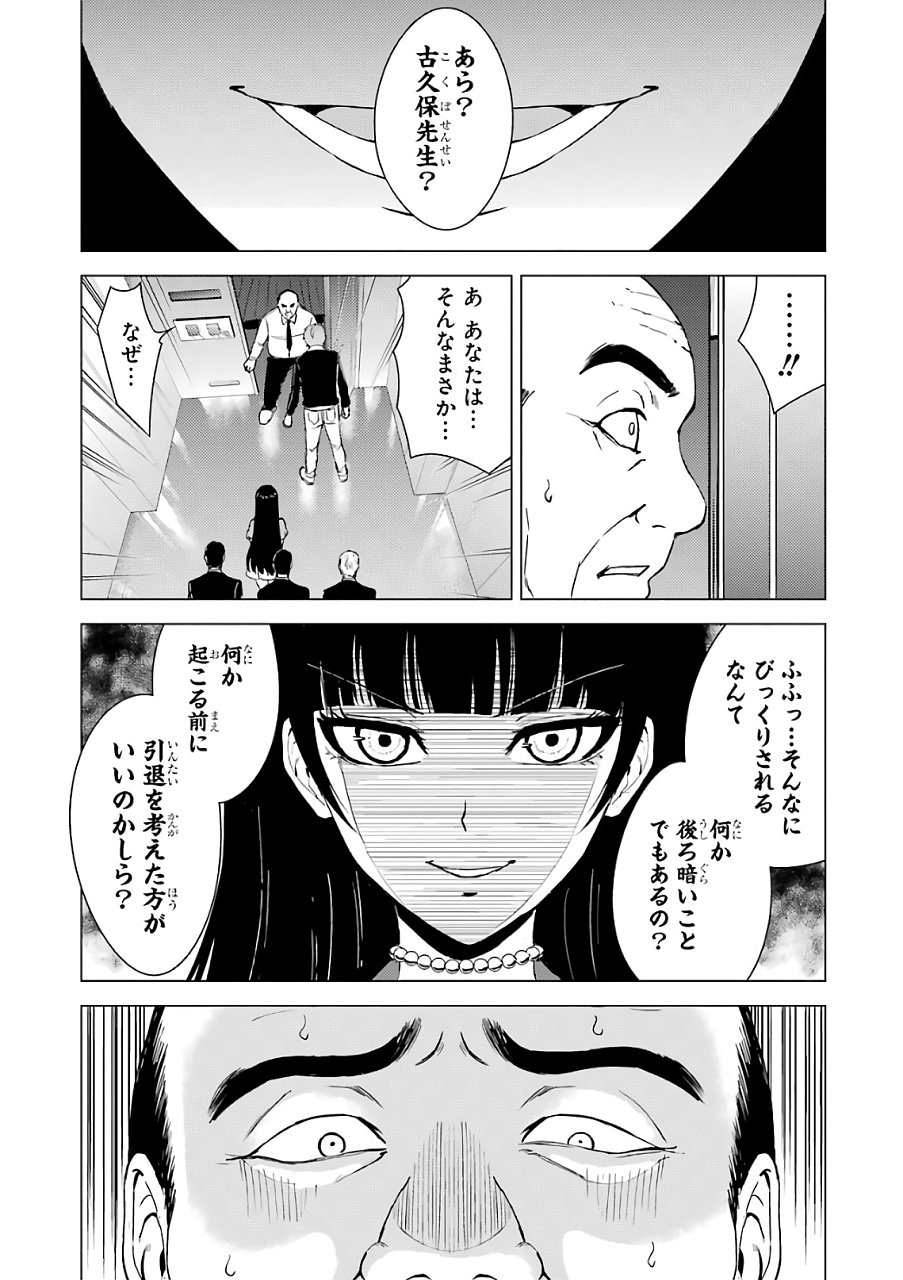 あら？
古久保先生？
……!!
あ あなたは…
そんなまさか…
なぜ…
ふふっ…そんなに
びっくりされる
なんて
何か
後ろ暗いこと
でもあるの？
何か
起こる前に
引退を考えた方が
いいのかしら？